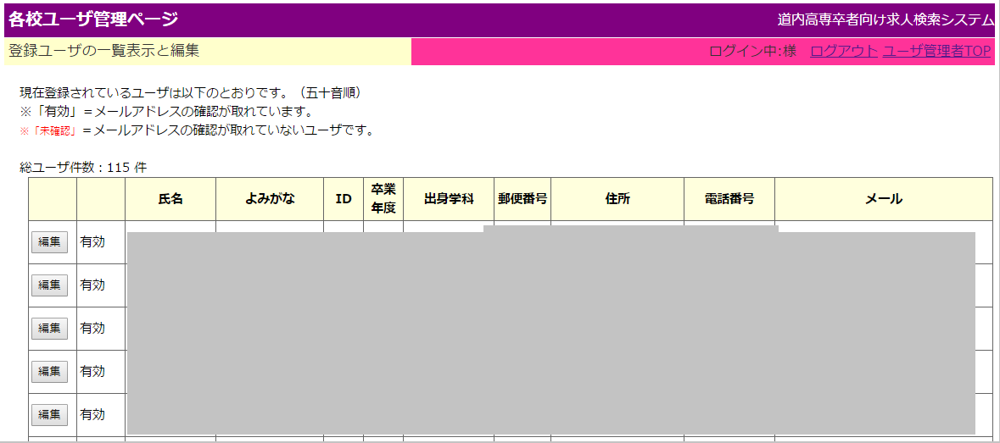 各校ユーザ管理ページ 道内高専卒者向け求人検索システム
登録ユーザの一覧表示と編集 ログイン中:様 ログアウト ユーザ管理者TOP
現在登録されているユーザは以下のとおりです。（五十音順）
※「有効」＝メールアドレスの確認が取れています。
※「未確認」＝メールアドレスの確認が取れていないユーザです。
総ユーザ件数：115 件
氏名 よみがな ID 卒業年度 出身学科 郵便番号 住所 電話番号 メール
編集 有効
編集 有効
編集 有効
編集 有効
編集 有効